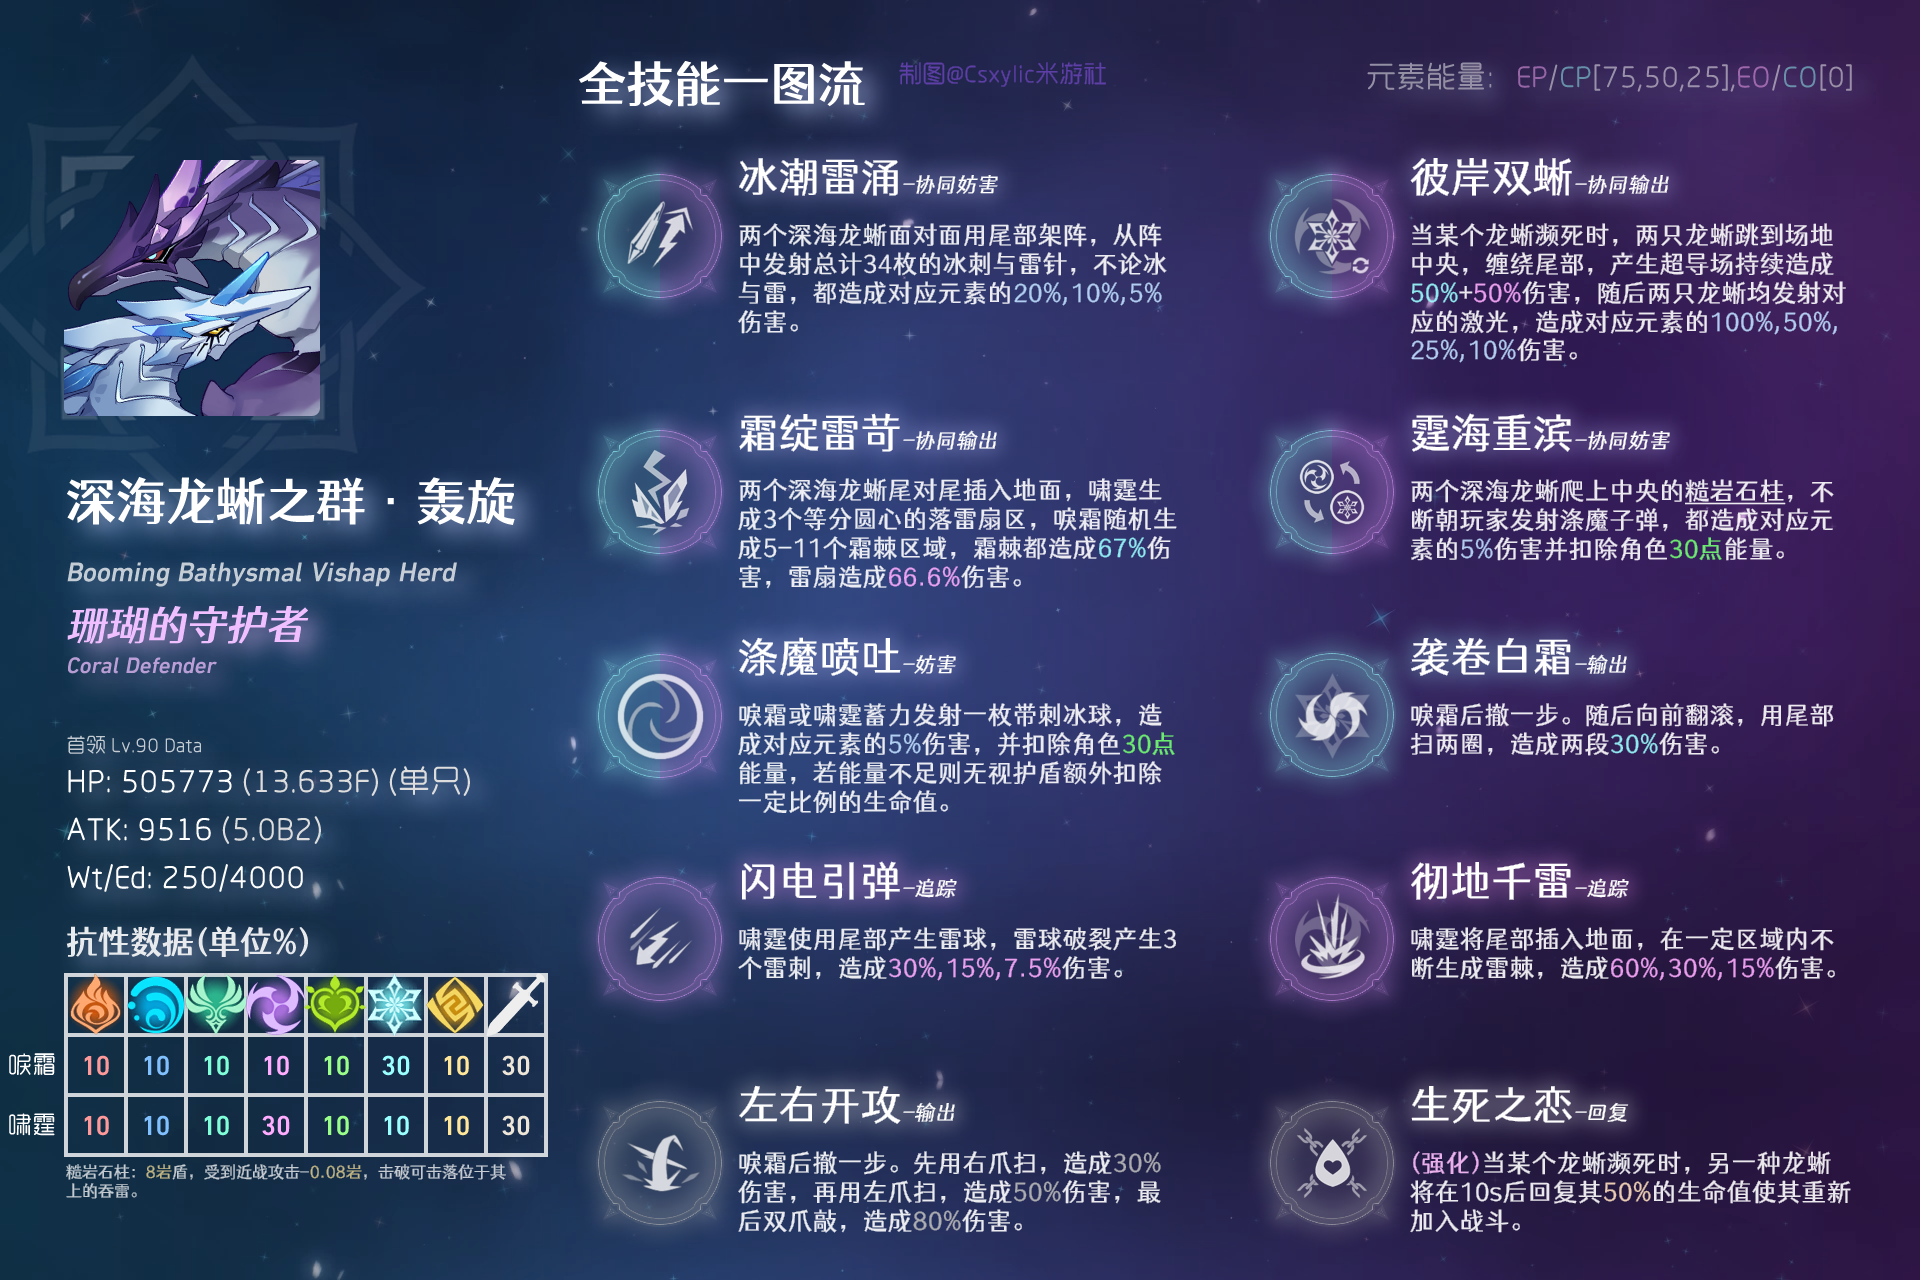 全技能一图流
制图@Csxylic米游社
元素能量: EP/CP[75,50,25],EO/CO[0]
深海龙蜥之群·轰旋
Booming Bathysmal Vishap Herd
珊瑚的守护者
Coral Defender
首领 Lv.90 Data
HP: 505773 (13.633F) (单只)
ATK: 9516 (5.0B2)
Wt/Ed: 250/4000
抗性数据(单位%)
唳霜 10 10 10 10 10 30 10 30
啸霆 10 10 10 30 10 10 10 30
糙岩石柱：8岩盾，受到近战攻击-0.08岩，击破可击落位于其
上的吞雷。
冰潮雷涌-协同妨害
两个深海龙蜥面对面用尾部架阵，从阵
中发射总计34枚的冰刺与雷针，不论冰
与雷，都造成对应元素的20%,10%,5%
伤害。
彼岸双蜥-协同输出
当某个龙蜥濒死时，两只龙蜥跳到场地
中央，缠绕尾部，产生超导场持续造成
50%+50%伤害，随后两只龙蜥均发射对
应的激光，造成对应元素的100%,50%,
25%,10%伤害。
霜绽雷苛-协同输出
两个深海龙蜥尾对尾插入地面，啸霆生
成3个等分圆心的落雷扇区，唳霜随机生
成5-11个霜棘区域，霜棘都造成67%伤
害，雷扇造成66.6%伤害。
霆海重滨-协同妨害
两个深海龙蜥爬上中央的糙岩石柱，不
断朝玩家发射涤魔子弹，都造成对应元
素的5%伤害并扣除角色30点能量。
涤魔喷吐-妨害
唳霜或啸霆蓄力发射一枚带刺冰球，造
成对应元素的5%伤害，并扣除角色30点
能量，若能量不足则无视护盾额外扣除
一定比例的生命值。
袭卷白霜-输出
唳霜后撤一步。随后向前翻滚，用尾部
扫两圈，造成两段30%伤害。
闪电引弹-追踪
啸霆使用尾部产生雷球，雷球破裂产生3
个雷刺，造成30%,15%,7.5%伤害。
彻地千雷-追踪
啸霆将尾部插入地面，在一定区域内不
断生成雷棘，造成60%,30%,15%伤害。
左右开攻-输出
唳霜后撤一步。先用右爪扫，造成30%
伤害，再用左爪扫，造成50%伤害，最
后双爪敲，造成80%伤害。
生死之恋-回复
(强化)当某个龙蜥濒死时，另一种龙蜥
将在10s后回复其50%的生命值使其重新
加入战斗。